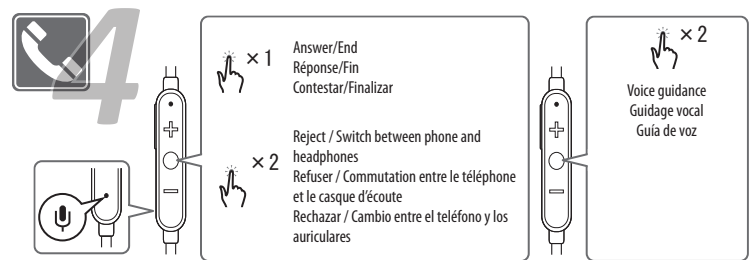 4
× 1
Answer/End
Réponse/Fin
Contestar/Finalizar
× 2
Reject / Switch between phone and
headphones
Refuser / Commutation entre le téléphone
et le casque d'écoute
Rechazar / Cambio entre el teléfono y los
auriculares
× 2
Voice guidance
Guidage vocal
Guía de voz